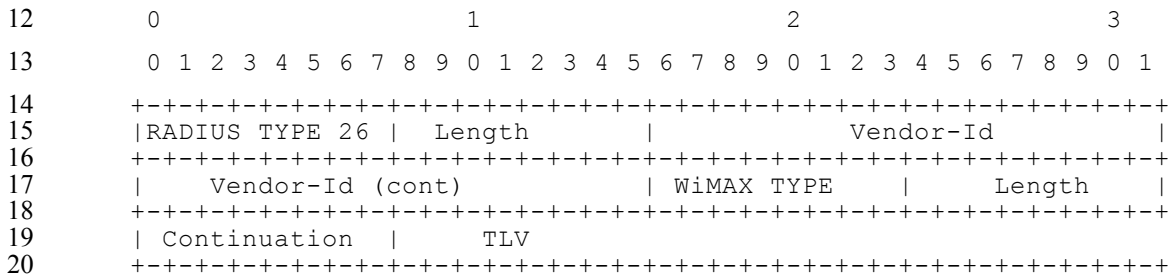 12 0                   1                   2                   3
13 0 1 2 3 4 5 6 7 8 9 0 1 2 3 4 5 6 7 8 9 0 1 2 3 4 5 6 7 8 9 0 1
14 +-+-+-+-+-+-+-+-+-+-+-+-+-+-+-+-+-+-+-+-+-+-+-+-+-+-+-+-+-+-+-+-+
15 |RADIUS TYPE 26 |  Length       |            Vendor-Id          |
16 +-+-+-+-+-+-+-+-+-+-+-+-+-+-+-+-+-+-+-+-+-+-+-+-+-+-+-+-+-+-+-+-+
17 |    Vendor-Id (cont)           | WiMAX TYPE    |     Length    |
18 +-+-+-+-+-+-+-+-+-+-+-+-+-+-+-+-+-+-+-+-+-+-+-+-+-+-+-+-+-+-+-+-+
19 | Continuation  |     TLV
20 +-+-+-+-+-+-+-+-+-+-+-+-+-+-+-+-+-+-+-+-+-+-+-+-+-+-+-+-+-+-+-+-+